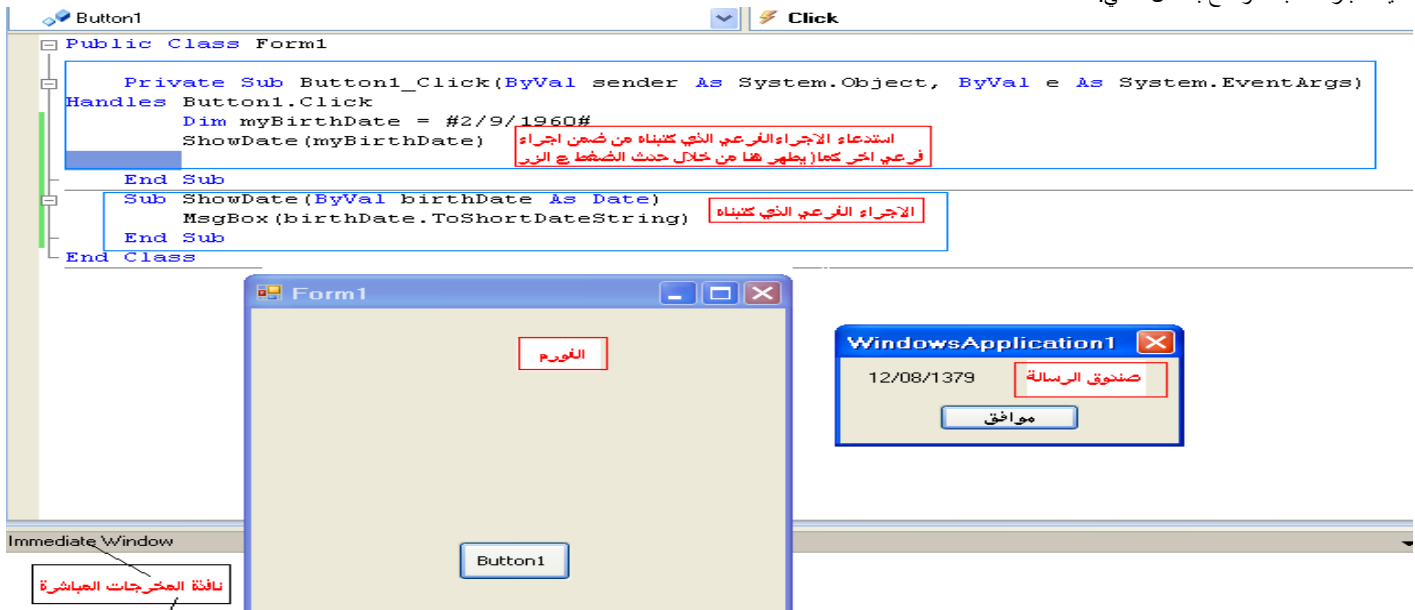 Button1
Click
Public Class Form1
Private Sub Button1_Click(ByVal sender As System.Object, ByVal e As System.EventArgs)
Handles Button1.Click
Dim myBirthDate = #2/9/1960#
ShowDate(myBirthDate)
استدعاء الاجراءالفرعي الذي كتبناه من ضمن اجراء
فرعي اخر كما( يظهر هنا من خلال حدث الضغط ع الزر
End Sub
Sub ShowDate(ByVal birthDate As Date)
MsgBox(birthDate.ToShortDateString)
الاجراء الفرعي الذي كتبناه
End Sub
End Class
Form1
الفورم
WindowsApplication1
12/08/1379
صندوق الرسالة
موافق
Immediate Window
Button1
نافذة المخرجات المباشرة